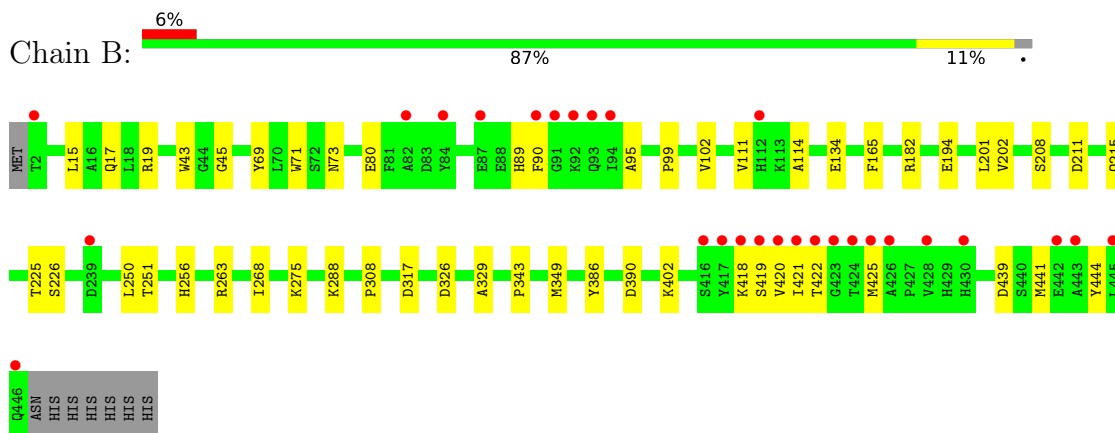 6%
Chain B:
87% 11% •
MET T2 L15 A16 Q17 L18 R19 W43 G44 G45 Y69 L70 W71 S72 N73 E80 F81 A82 D83 Y84 E87 E88 H89 F90 G91 K92 Q93 I94 A95 P99 V102 V111 H112 K113 A114 E134 F165 R182 E194 L201 V202 S208 D211
T225 S226 D239 L250 T251 H256 R263 I268 K275 K288 P308 D317 D326 A329 P343 M349 Y386 D390 K402 S416 Y417 K418 S419 V420 I421 T422 G423 T424 M425 A426 P427 V428 H429 H430 D439 S440 M441 E442 A443 Y444 L445
Q446 ASN HIS HIS HIS HIS HIS HIS